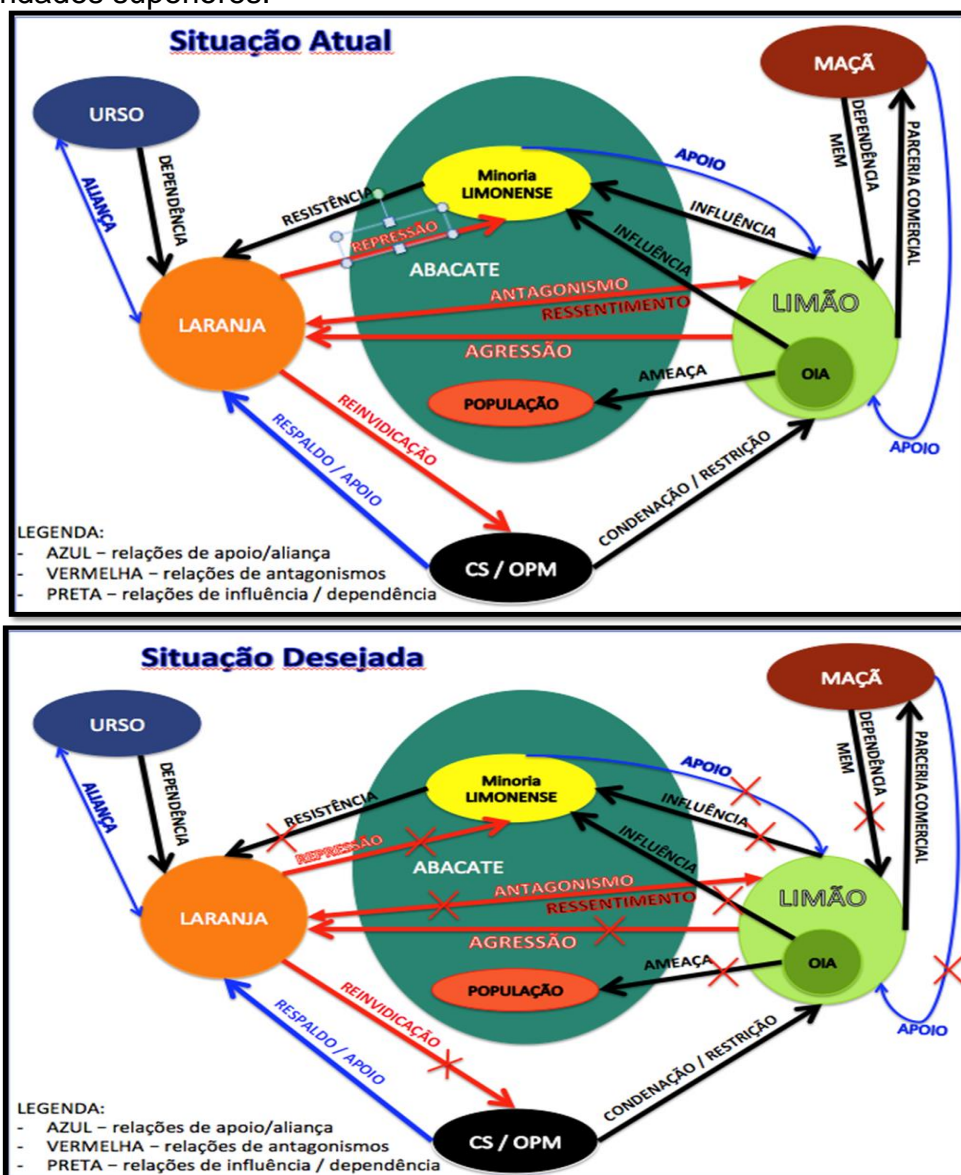 ndados superiores.
Situação Atual
URSO
MAÇÃ
ALIANÇA
DEPENDÊNCIA
RESISTÊNCIA
REPRESSÃO
Minoria
LIMONENSE
APOIO
INFLUÊNCIA
INFLUÊNCIA
DEPENDÊNCIA
MEM
PARCERIA COMERCIAL
ABACATE
LARANJA
ANTAGONISMO
RESSENTIMENTO
LIMÃO
AGRESSÃO
AMEAÇA
OIA
POPULAÇÃO
REINVIDICAÇÃO
RESPALDO / APOIO
CONDENAÇÃO / RESTRIÇÃO
APOIO
CS / OPM
LEGENDA:
- AZUL – relações de apoio/aliança
- VERMELHA – relações de antagonismos
- PRETA – relações de influência / dependência
Situação Desejada
URSO
MAÇÃ
ALIANÇA
DEPENDÊNCIA
RESISTÊNCIA
REPRESSÃO
Minoria
LIMONENSE
APOIO
INFLUÊNCIA
INFLUÊNCIA
DEPENDÊNCIA
MEM
PARCERIA COMERCIAL
ABACATE
LARANJA
ANTAGONISMO
RESSENTIMENTO
LIMÃO
AGRESSÃO
AMEAÇA
OIA
POPULAÇÃO
REINVIDICAÇÃO
RESPALDO / APOIO
CONDENAÇÃO / RESTRIÇÃO
APOIO
CS / OPM
LEGENDA:
- AZUL – relações de apoio/aliança
- VERMELHA – relações de antagonismos
- PRETA – relações de influência / dependência